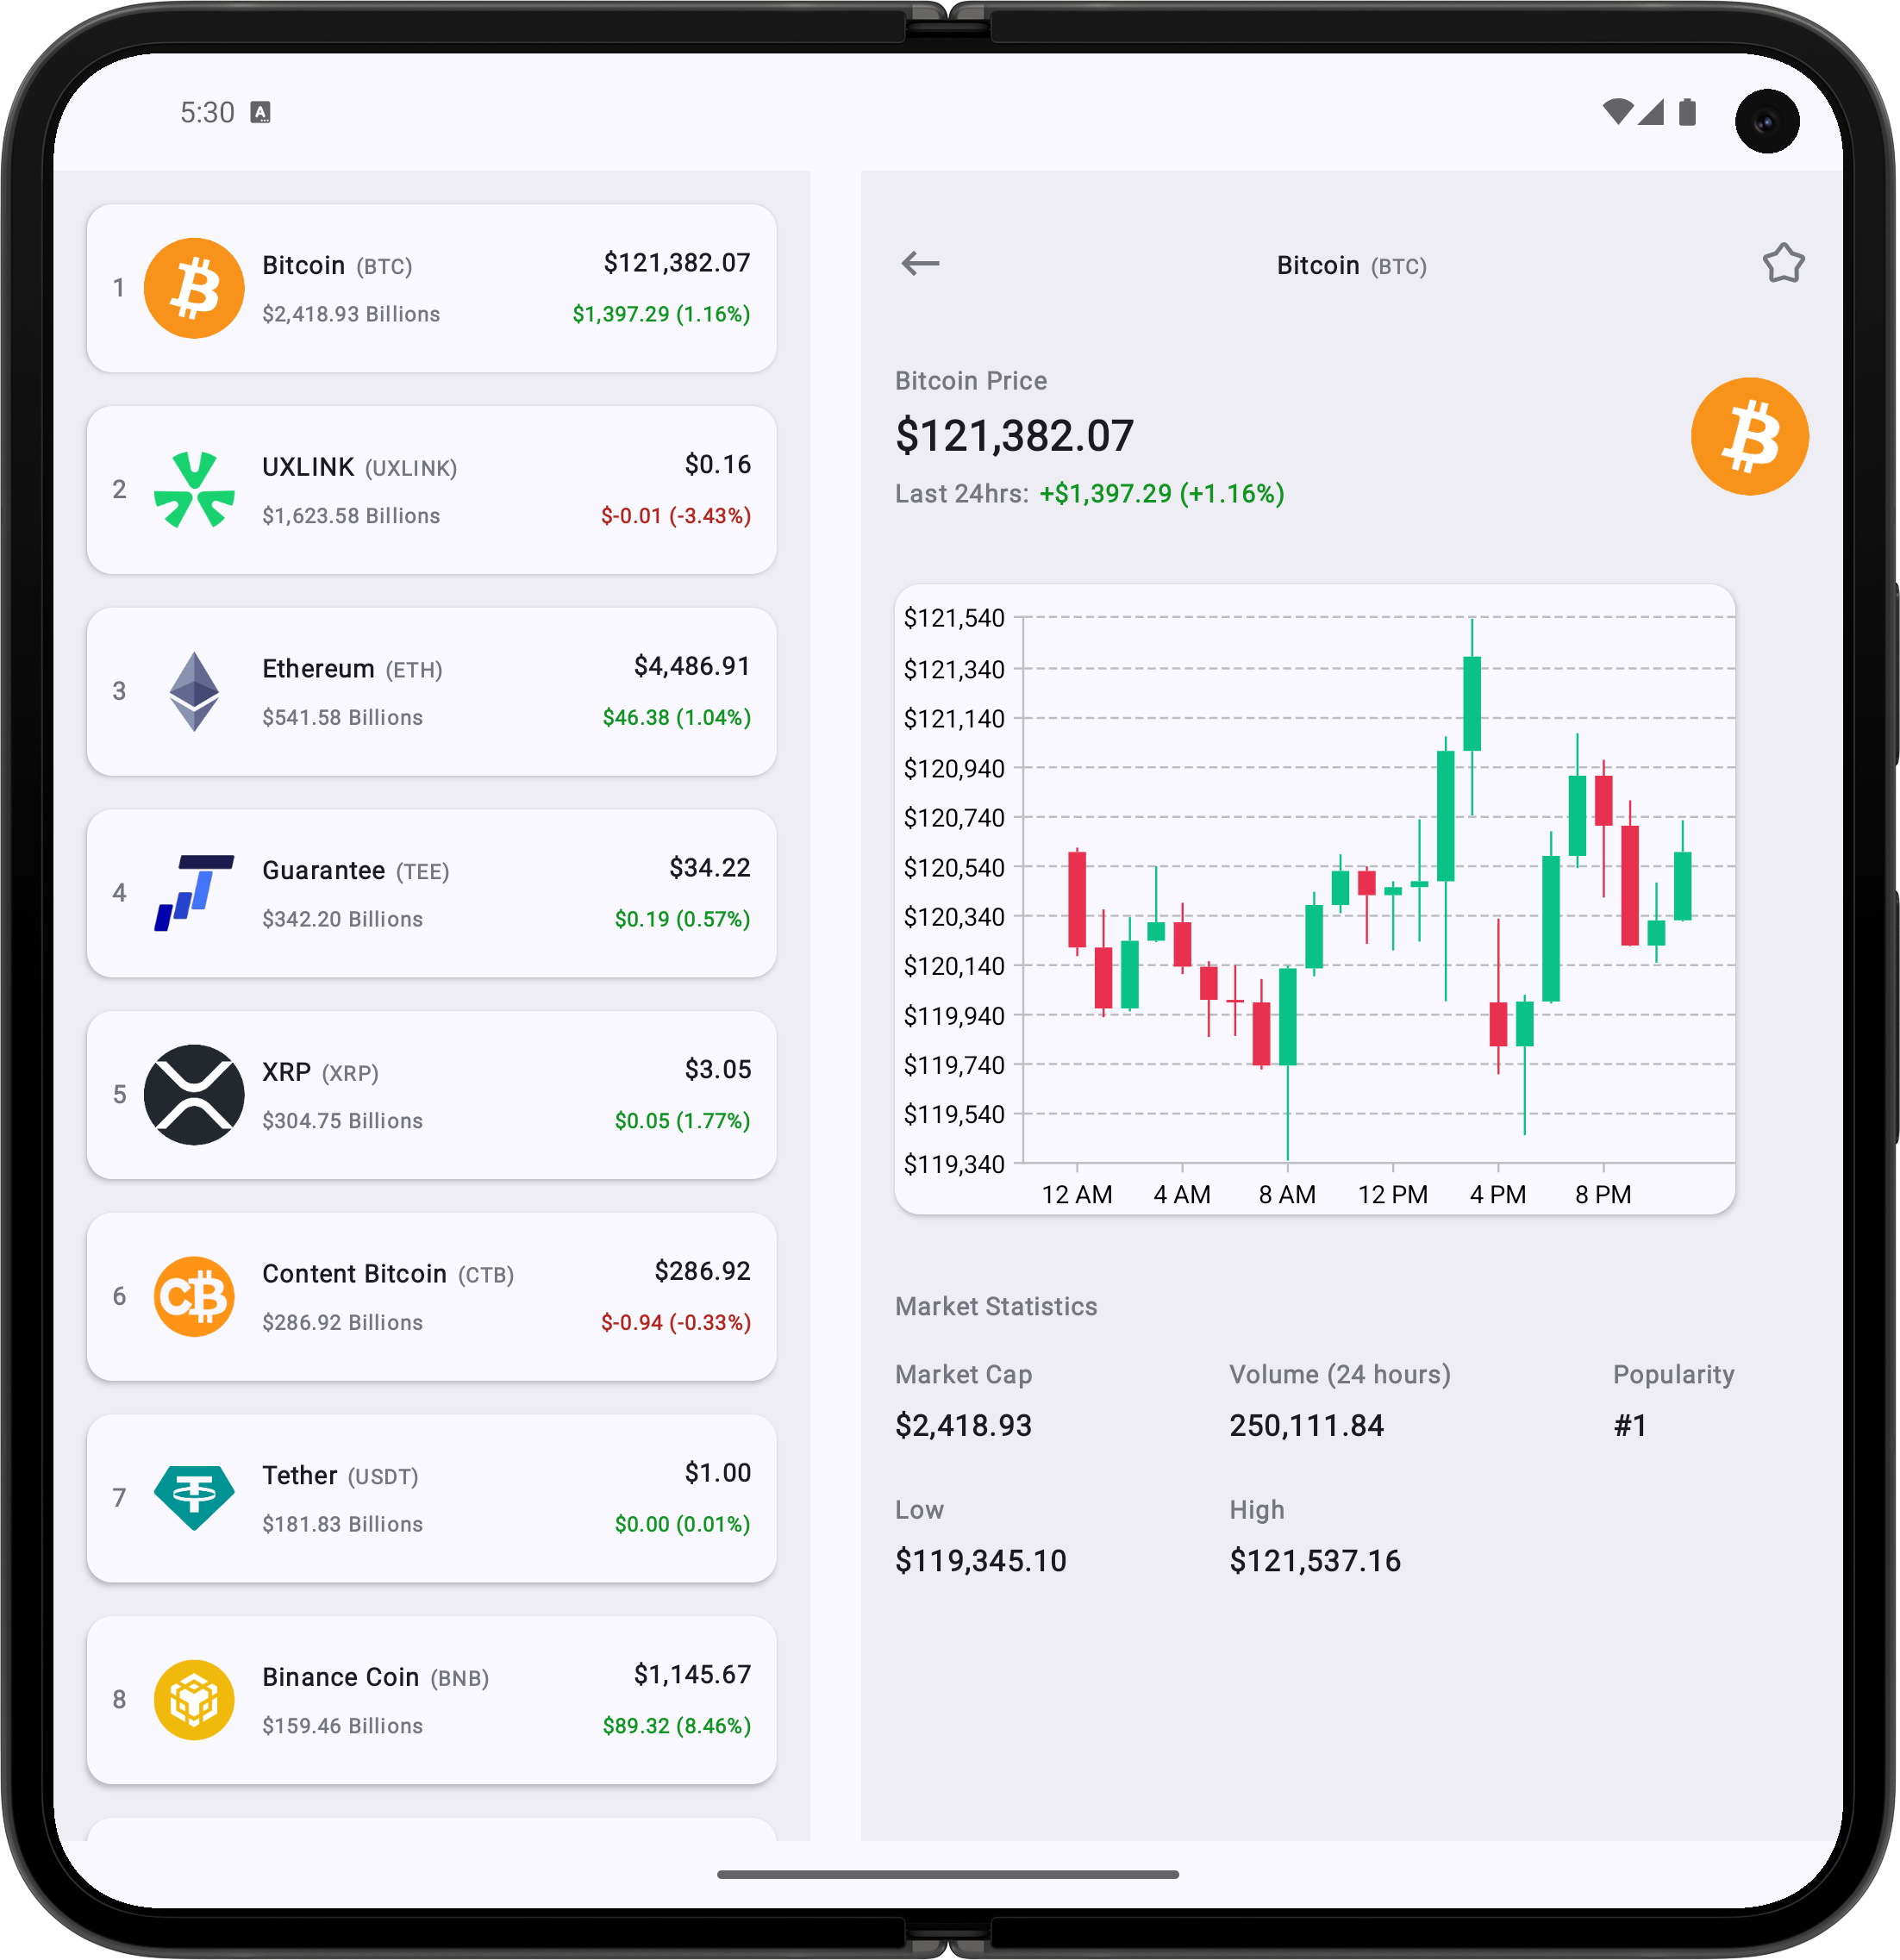 5:30
1
Bitcoin (BTC)
$121,382.07
$2,418.93 Billions
$1,397.29 (1.16%)
2
UXLINK (UXLINK)
$0.16
$1,623.58 Billions
$-0.01 (-3.43%)
3
Ethereum (ETH)
$4,486.91
$541.58 Billions
$46.38 (1.04%)
4
Guarantee (TEE)
$34.22
$342.20 Billions
$0.19 (0.57%)
5
XRP (XRP)
$3.05
$304.75 Billions
$0.05 (1.77%)
6
Content Bitcoin (CTB)
$286.92
$286.92 Billions
$-0.94 (-0.33%)
7
Tether (USDT)
$1.00
$181.83 Billions
$0.00 (0.01%)
8
Binance Coin (BNB)
$1,145.67
$159.46 Billions
$89.32 (8.46%)
Bitcoin (BTC)
Bitcoin Price
$121,382.07
Last 24hrs: +$1,397.29 (+1.16%)
$121,540
$121,340
$121,140
$120,940
$120,740
$120,540
$120,340
$120,140
$119,940
$119,740
$119,540
$119,340
12 AM 4 AM 8 AM 12 PM 4 PM 8 PM
Market Statistics
Market Cap Volume (24 hours) Popularity
$2,418.93 250,111.84 #1
Low High
$119,345.10 $121,537.16